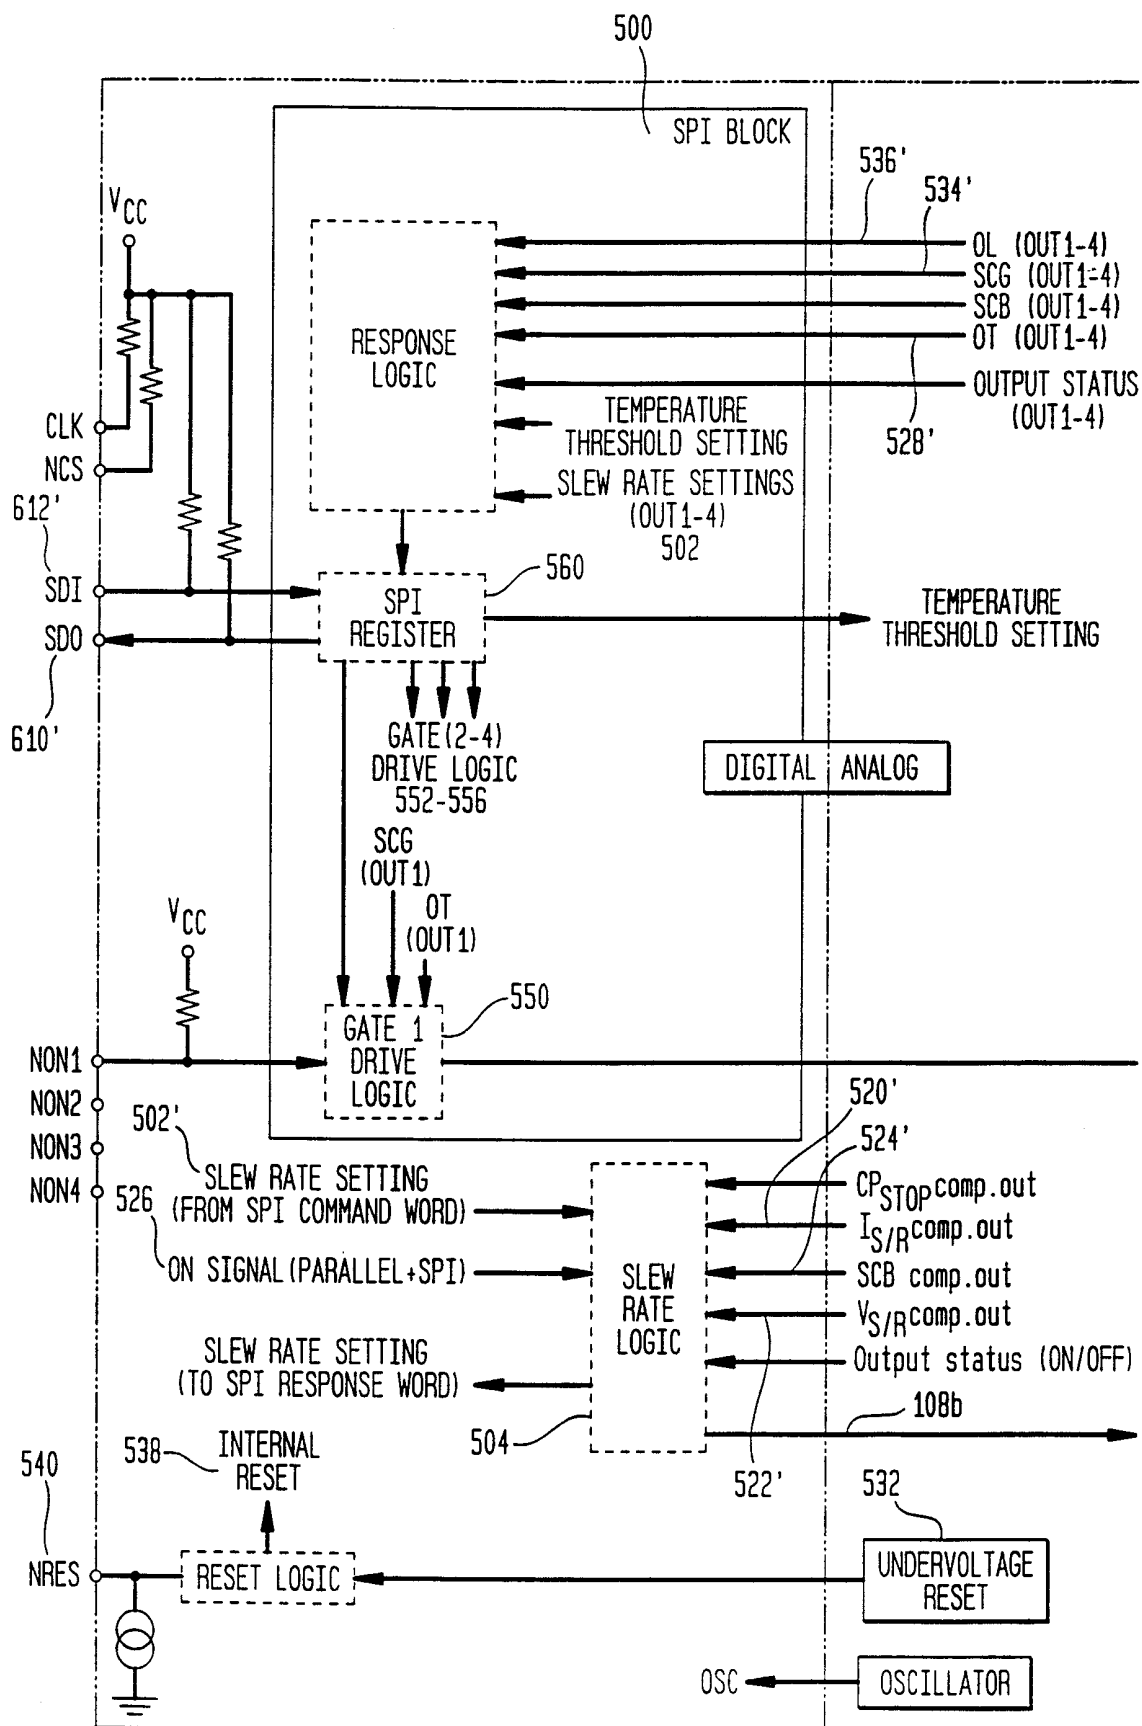 500
SPI BLOCK
536'
534'
VCC
OL (OUT1-4)
SCG (OUT1-4)
SCB (OUT1-4)
OT (OUT1-4)
RESPONSE
LOGIC
OUTPUT STATUS
(OUT1-4)
528'
TEMPERATURE
THRESHOLD SETTING
SLEW RATE SETTINGS
(OUT1-4)
502
CLK
NCS
612'
SDI
SDO
610'
560
SPI
REGISTER
TEMPERATURE
THRESHOLD SETTING
GATE(2-4)
DRIVE LOGIC
552-556
DIGITAL ANALOG
SCG
(OUT1)
OT
(OUT1)
VCC
550
GATE 1
DRIVE
LOGIC
NON1
NON2
NON3
NON4
520'
524'
502'
SLEW RATE SETTING
(FROM SPI COMMAND WORD)
526
ON SIGNAL(PARALLEL+SPI)
SLEW RATE SETTING
(TO SPI RESPONSE WORD)
SLEW
RATE
LOGIC
CPSTOP comp.out
IS/R comp.out
SCB comp.out
VS/R comp.out
Output status (ON/OFF)
108b
504
522'
538
INTERNAL
RESET
540
NRES
RESET LOGIC
532
UNDERVOLTAGE
RESET
OSC
OSCILLATOR